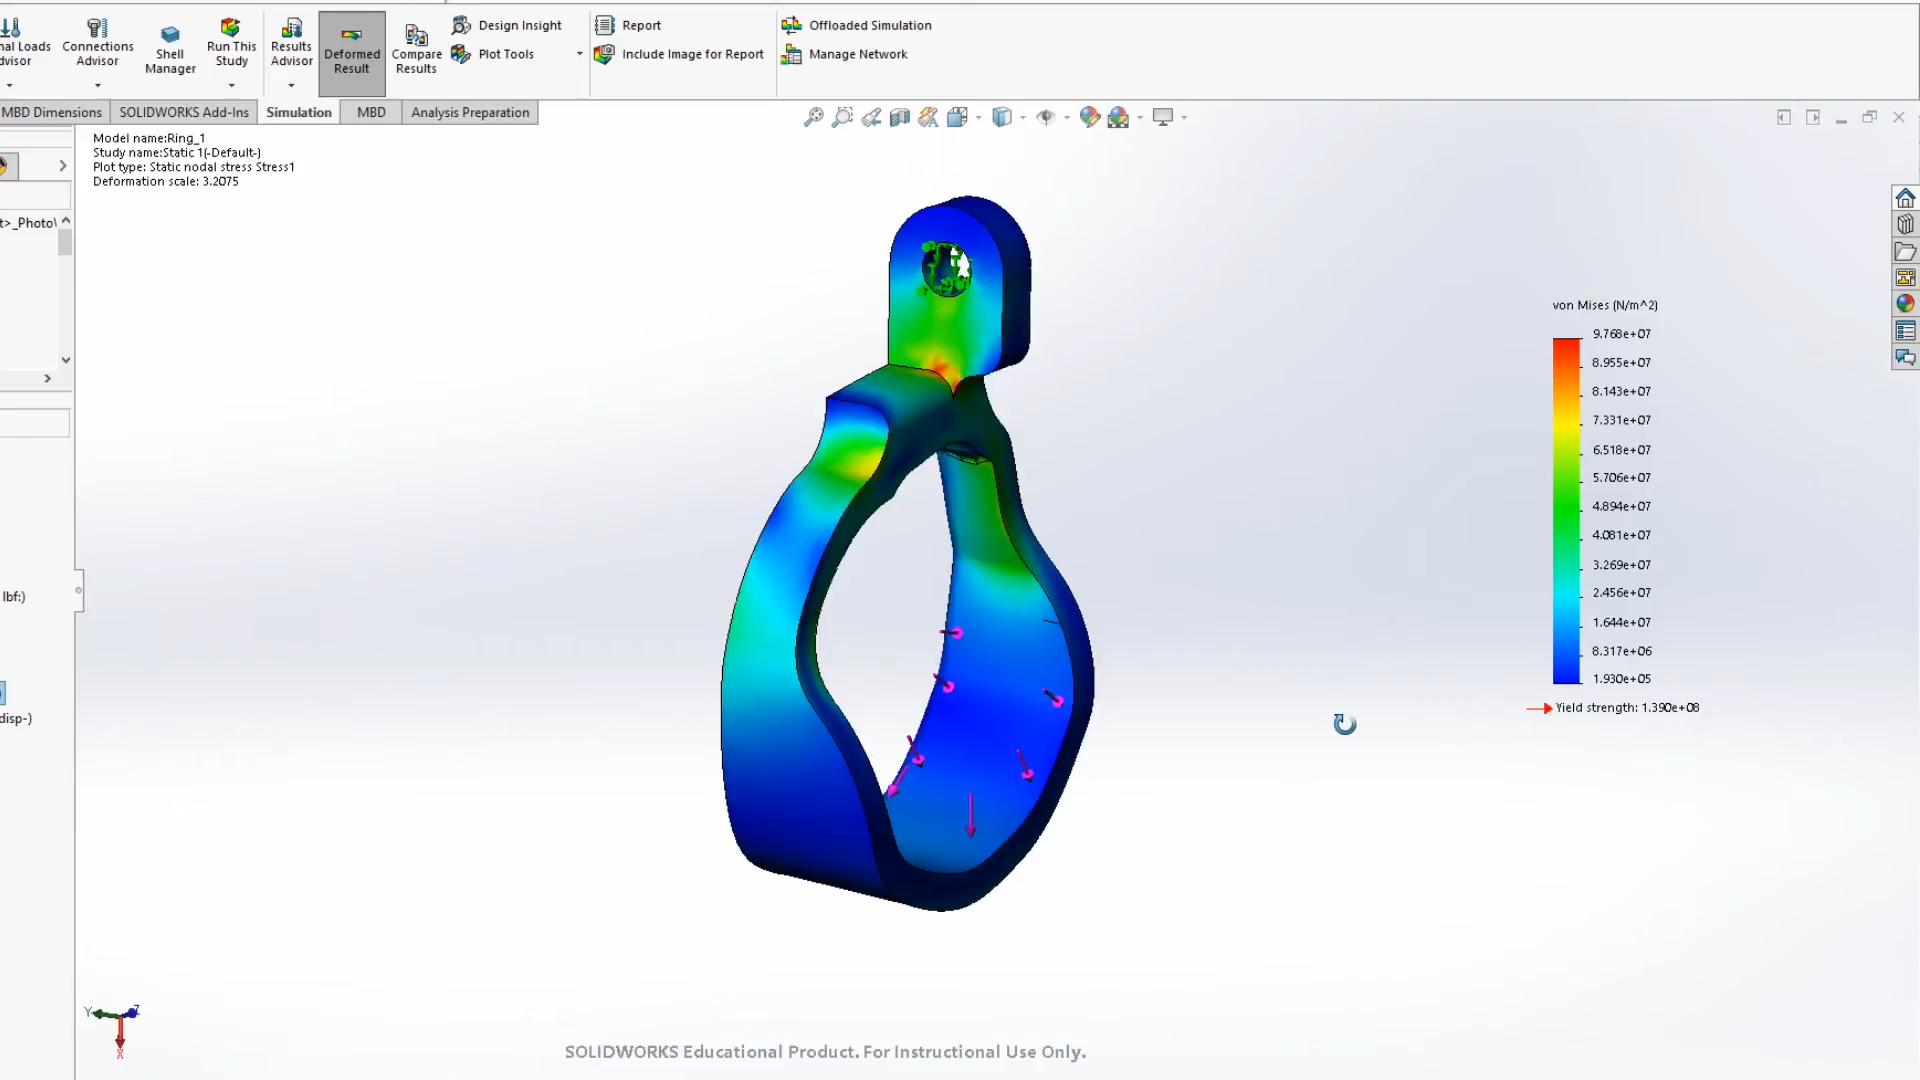 Design Insight
Report
Offloaded Simulation
nal Loads
dvisor
Connections
Advisor
Shell
Manager
Run This
Study
Results
Advisor
Deformed
Result
Compare
Results
Plot Tools
Include Image for Report
Manage Network
MBD Dimensions
SOLIDWORKS Add-Ins
Simulation
MBD
Analysis Preparation
Model name:Ring_1
Study name:Static 1(-Default-)
Plot type: Static nodal stress Stress1
Deformation scale: 3.2075
t>_Photo\
lbf:)
disp-)
von Mises (N/m^2)
9.768e+07
8.955e+07
8.143e+07
7.331e+07
6.518e+07
5.706e+07
4.894e+07
4.081e+07
3.269e+07
2.456e+07
1.644e+07
8.317e+06
1.930e+05
Yield strength: 1.390e+08
Y
Z
X
SOLIDWORKS Educational Product. For Instructional Use Only.